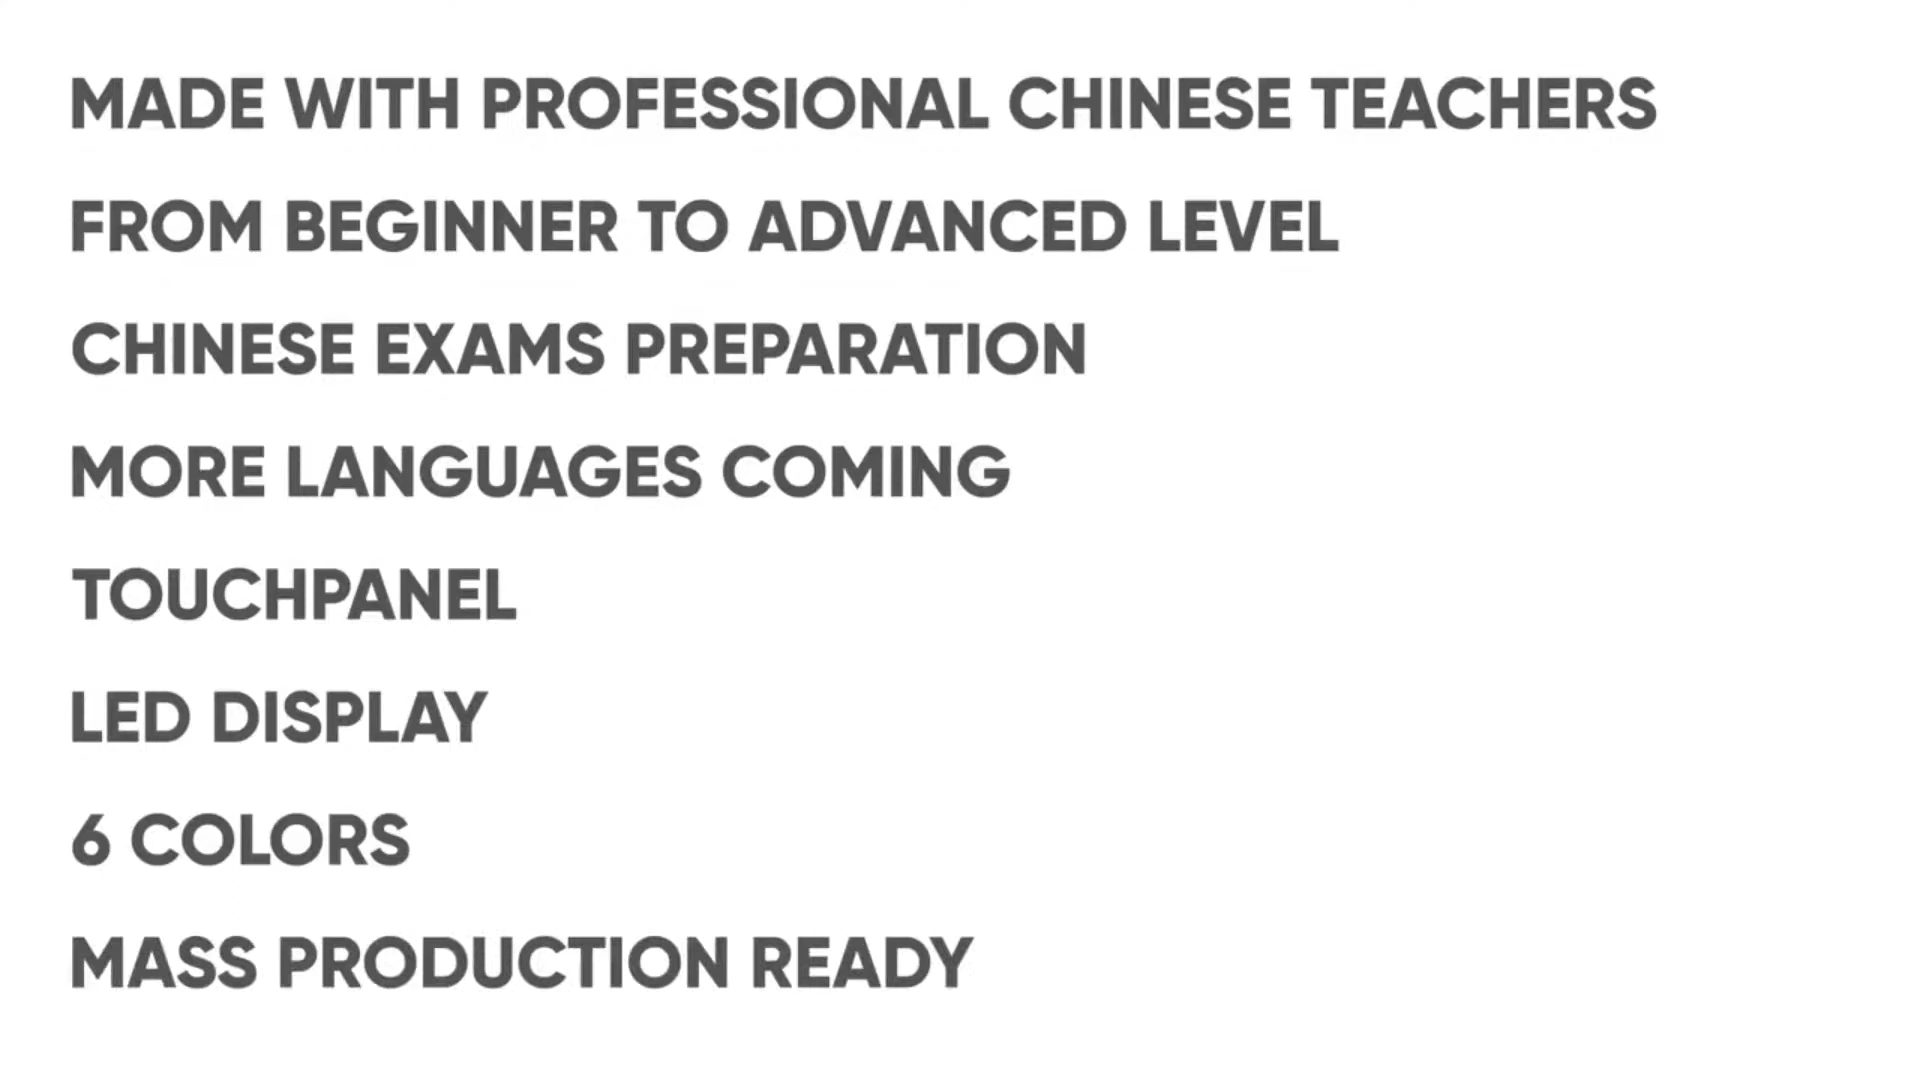 MADE WITH PROFESSIONAL CHINESE TEACHERS
FROM BEGINNER TO ADVANCED LEVEL
CHINESE EXAMS PREPARATION
MORE LANGUAGES COMING
TOUCHPANEL
LED DISPLAY
6 COLORS
MASS PRODUCTION READY